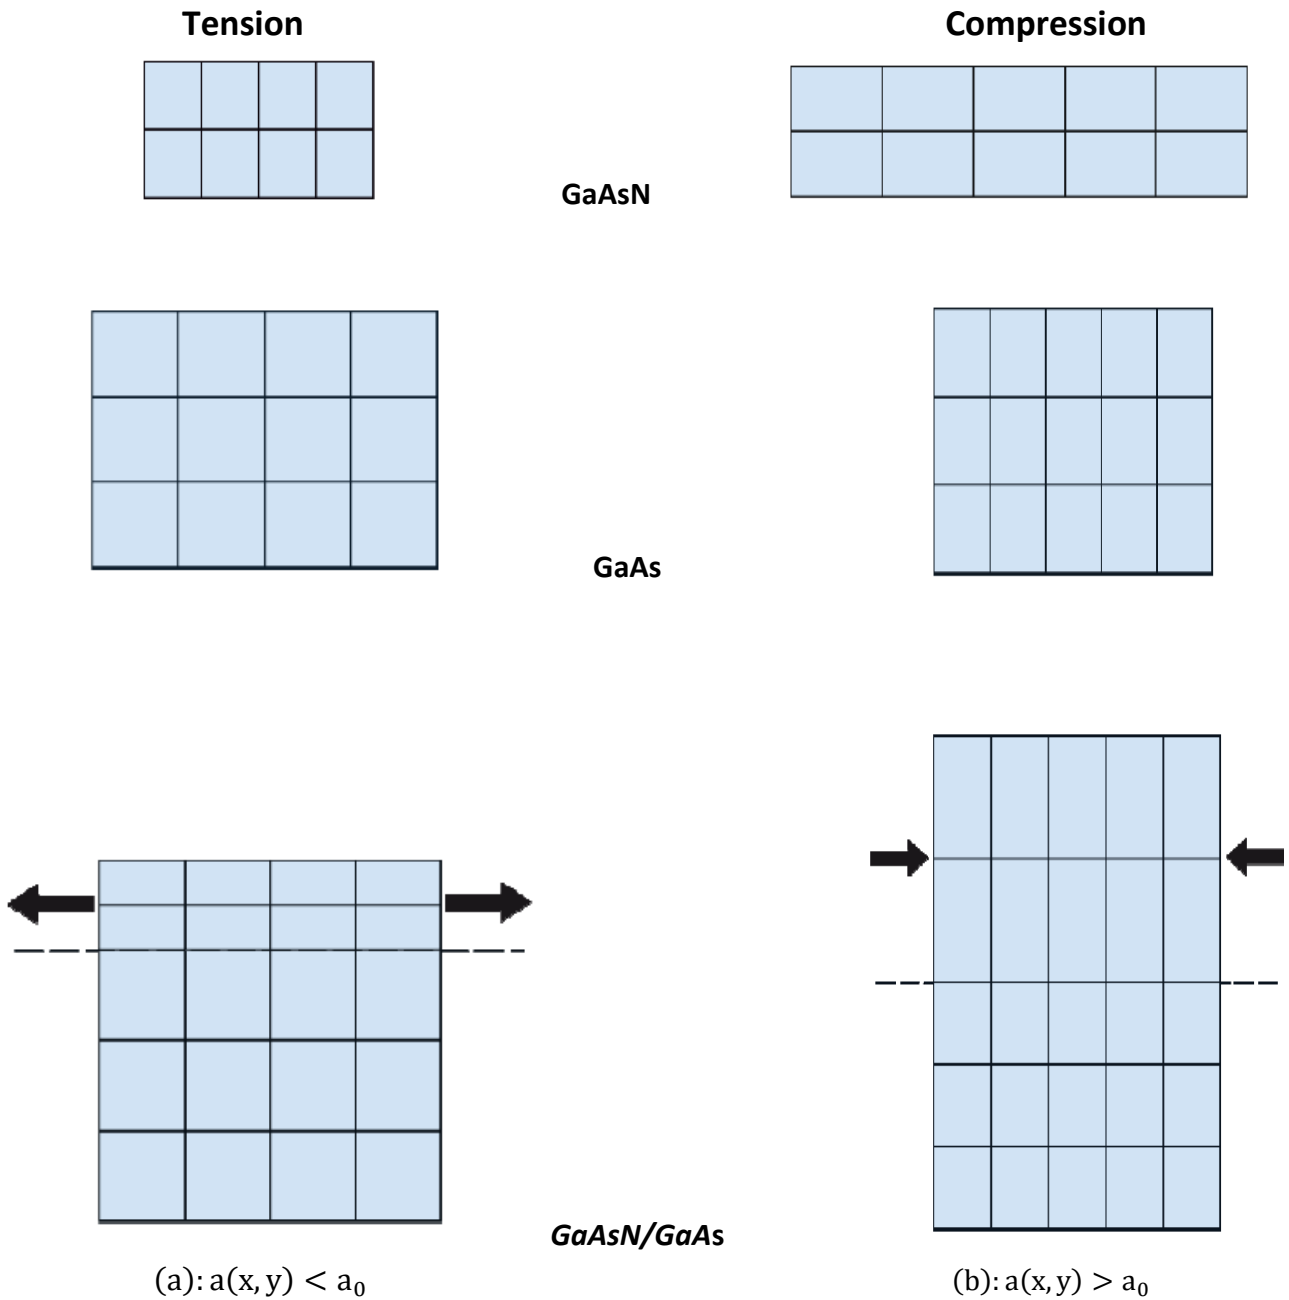 Tension
Compression
GaAsN
GaAs
GaAsN/GaAs
(a): a(x, y) < a₀
(b): a(x, y) > a₀